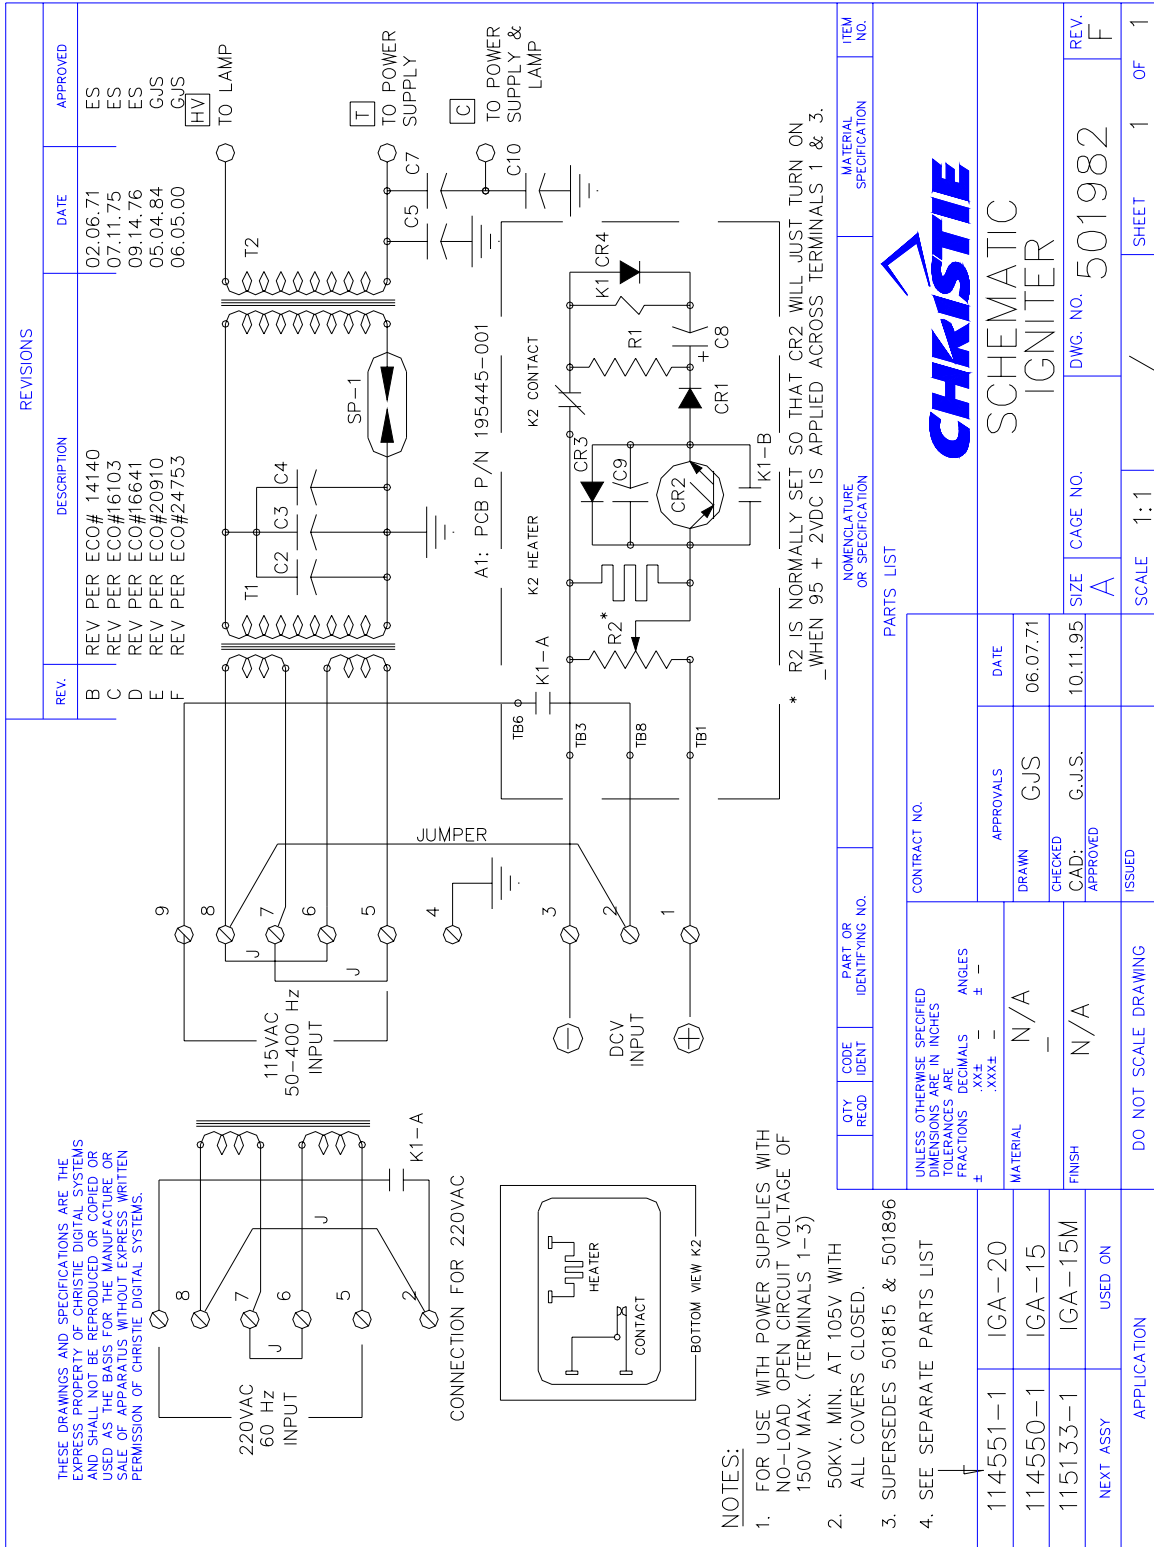 THESE DRAWINGS AND SPECIFICATIONS ARE THE
EXPRESS PROPERTY OF CHRISTIE DIGITAL SYSTEMS
AND SHALL NOT BE REPRODUCED OR COPIED OR
USED AS THE BASIS FOR THE MANUFACTURE OR
SALE OF APPARATUS WITHOUT EXPRESS WRITTEN
PERMISSION OF CHRISTIE DIGITAL SYSTEMS.
REVISIONS
REV. DESCRIPTION DATE APPROVED
B REV PER ECO# 14140 02.06.71 ES
C REV PER ECO#16103 07.11.75 ES
D REV PER ECO#16641 09.14.76 ES
E REV PER ECO#20910 05.04.84 GJS
F REV PER ECO#24753 06.05.00 GJS
220VAC
60 Hz
INPUT
8
7
6
5
2
J
J
K1-A
CONNECTION FOR 220VAC
115VAC
50-400 Hz
INPUT
9
8
7
6
5
4
3
2
1
J
J
JUMPER
DCV
INPUT
T1
C2
C3
C4
SP-1
T2
HV
TO LAMP
T
TO POWER
SUPPLY
C
TO POWER
SUPPLY &
LAMP
C5
C7
C10
A1: PCB P/N 195445-001
TB6
K1-A
TB3
TB8
TB1
R2*
K2 HEATER
CR3
C9
CR2
K1-B
K2 CONTACT
CR1
R1
+
C8
K1
CR4
* R2 IS NORMALLY SET SO THAT CR2 WILL JUST TURN ON
WHEN 95 + 2VDC IS APPLIED ACROSS TERMINALS 1 & 3.
HEATER
CONTACT
BOTTOM VIEW K2
NOTES:
1. FOR USE WITH POWER SUPPLIES WITH
NO-LOAD OPEN CIRCUIT VOLTAGE OF
150V MAX. (TERMINALS 1-3)
2. 50KV. MIN. AT 105V WITH
ALL COVERS CLOSED.
3. SUPERSEDES 501815 & 501896
4. SEE SEPARATE PARTS LIST
QTY
REQD
CODE
IDENT
PART OR
IDENTIFYING NO.
NOMENCLATURE
OR SPECIFICATION
MATERIAL
SPECIFICATION
ITEM
NO.
PARTS LIST
114551-1 IGA-20
114550-1 IGA-15
115133-1 IGA-15M
NEXT ASSY USED ON
APPLICATION
UNLESS OTHERWISE SPECIFIED
DIMENSIONS ARE IN INCHES
TOLERANCES ARE
FRACTIONS DECIMALS ANGLES
± .XX± - ± -
.XXX± -
MATERIAL
N/A
-
FINISH
N/A
DO NOT SCALE DRAWING
CONTRACT NO.
APPROVALS DATE
DRAWN GJS 06.07.71
CHECKED
CAD: G.J.S. 10.11.95
APPROVED
ISSUED
CHRISTIE
SCHEMATIC
IGNITER
SIZE
A
CAGE NO.
DWG. NO. 501982
REV.
F
SCALE 1:1 / SHEET 1 OF 1